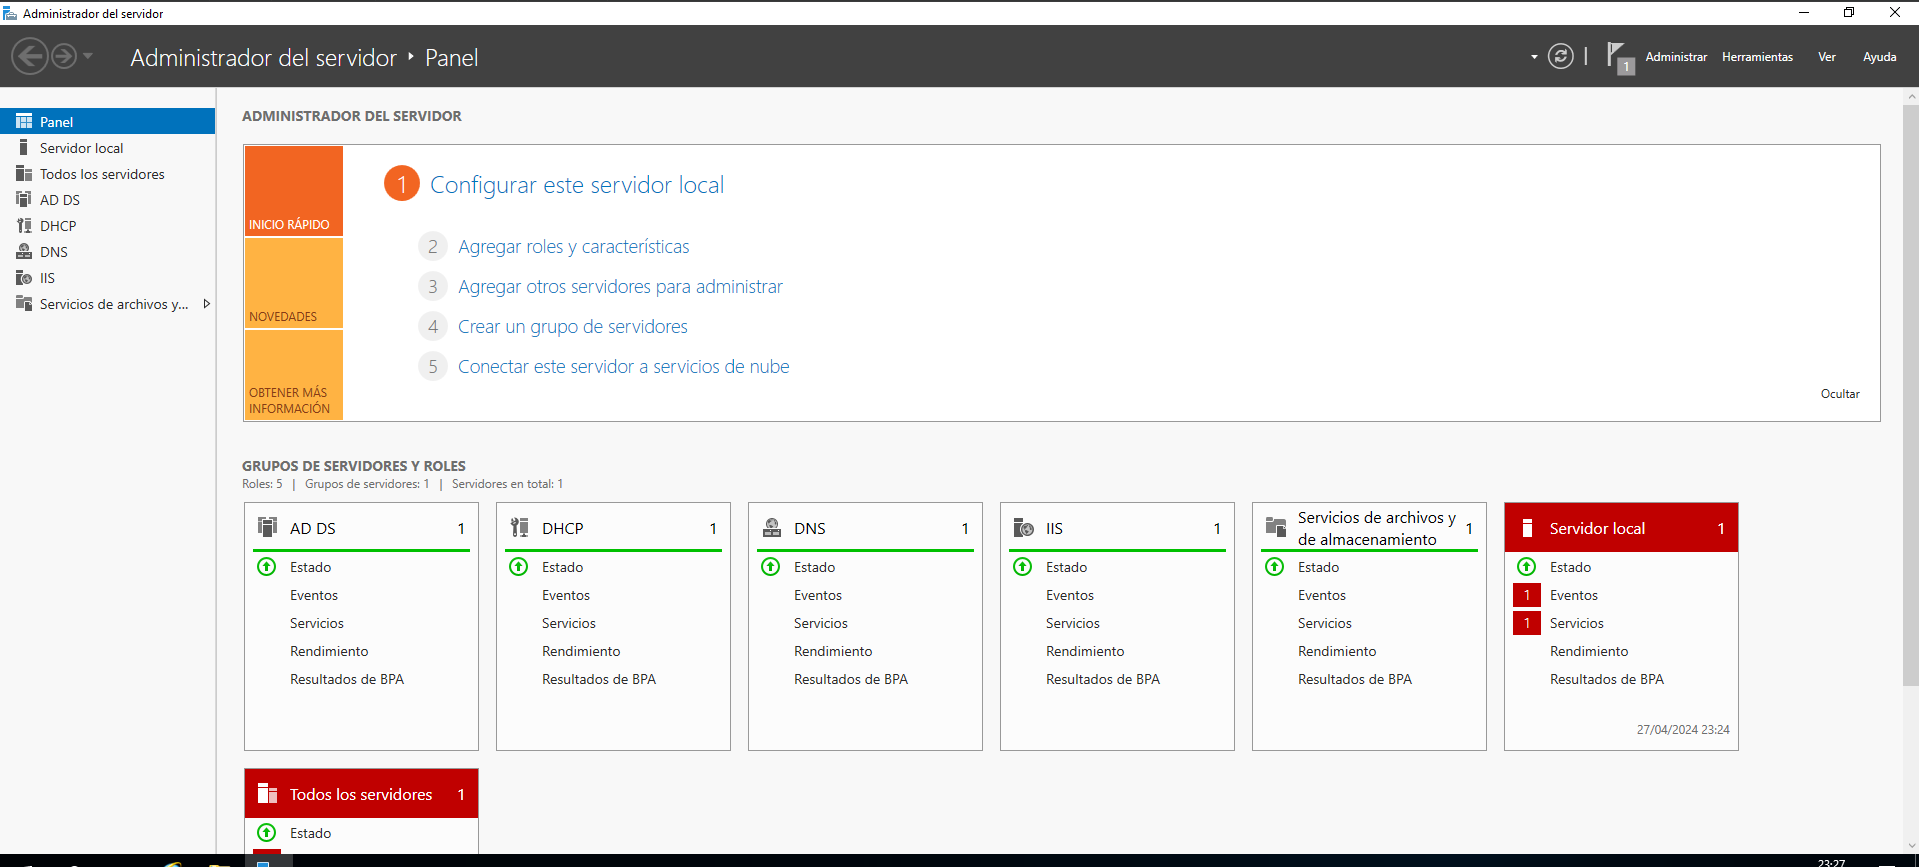 Administrador del servidor
Administrador del servidor ‣ Panel
1
Administrar Herramientas Ver Ayuda
Panel
Servidor local
Todos los servidores
AD DS
DHCP
DNS
IIS
Servicios de archivos y...
ADMINISTRADOR DEL SERVIDOR
INICIO RÁPIDO
NOVEDADES
OBTENER MÁS
INFORMACIÓN
1 Configurar este servidor local
2 Agregar roles y características
3 Agregar otros servidores para administrar
4 Crear un grupo de servidores
5 Conectar este servidor a servicios de nube
Ocultar
GRUPOS DE SERVIDORES Y ROLES
Roles: 5 | Grupos de servidores: 1 | Servidores en total: 1
AD DS 1
Estado
Eventos
Servicios
Rendimiento
Resultados de BPA
DHCP 1
Estado
Eventos
Servicios
Rendimiento
Resultados de BPA
DNS 1
Estado
Eventos
Servicios
Rendimiento
Resultados de BPA
IIS 1
Estado
Eventos
Servicios
Rendimiento
Resultados de BPA
Servicios de archivos y
de almacenamiento 1
Estado
Eventos
Servicios
Rendimiento
Resultados de BPA
Servidor local 1
Estado
1 Eventos
1 Servicios
Rendimiento
Resultados de BPA
27/04/2024 23:24
Todos los servidores 1
Estado
23:27